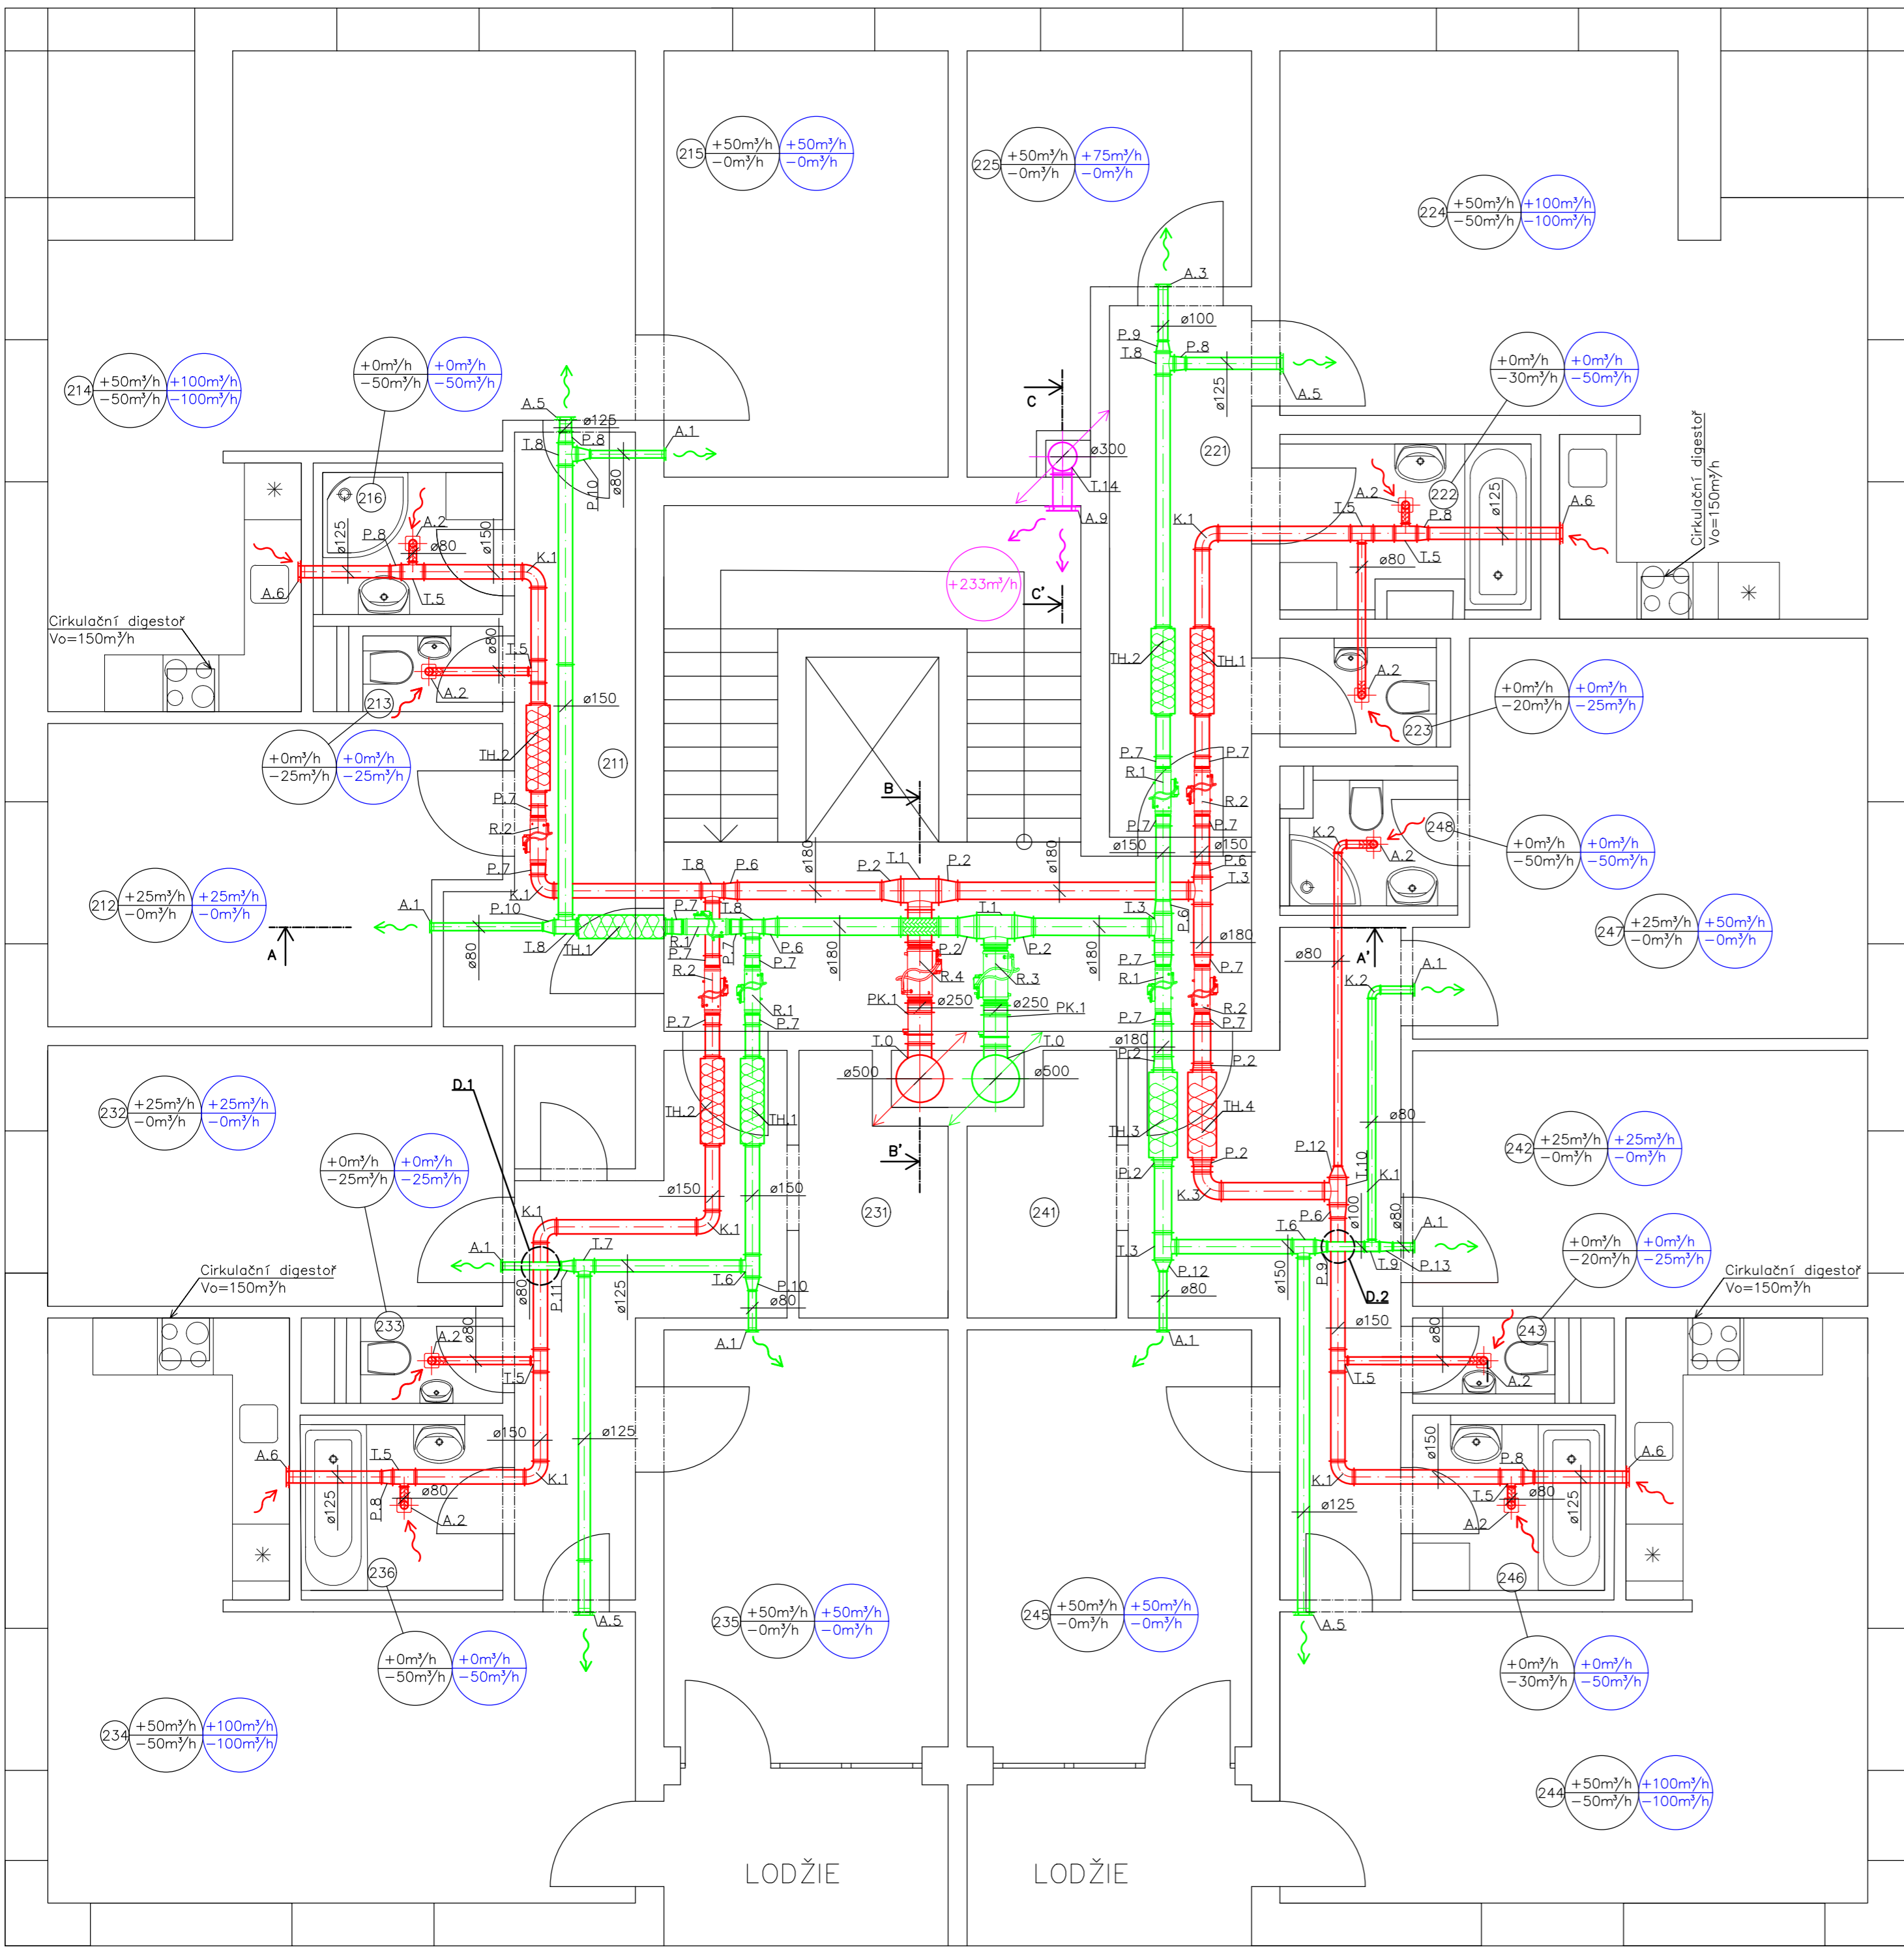 215
+50m³/h
−0m³/h
+50m³/h
−0m³/h
225
+50m³/h
−0m³/h
+75m³/h
−0m³/h
224
+50m³/h
−50m³/h
+100m³/h
−100m³/h
A.3
ø100
P.9
T.8
P.8
ø125
A.5
+0m³/h
−50m³/h
+0m³/h
−50m³/h
214
+50m³/h
−50m³/h
+100m³/h
−100m³/h
+0m³/h
−30m³/h
+0m³/h
−50m³/h
C
A.5
ø125
P.8
T.8
A.1
P.10
ø80
ø300
T.14
A.9
221
216
222
Cirkulační digestoř
Vo=150m³/h
A.2
ø80
ø125
P.8
ø150
K.1
T.5
A.6
K.1
T.5
A.2
P.8
ø125
A.6
T.5
ø80
+233m³/h
C'
Cirkulační digestoř
Vo=150m³/h
ø80
T.5
A.2
213
TH.2
TH.1
A.2
223
+0m³/h
−20m³/h
+0m³/h
−25m³/h
ø150
+0m³/h
−25m³/h
+0m³/h
−25m³/h
TH.2
211
P.7
R.2
P.7
K.1
B
P.7
R.1
P.7
P.7
R.2
P.7
ø150
ø150
P.6
T.3
K.2
A.2
248
+0m³/h
−50m³/h
+0m³/h
−50m³/h
212
+25m³/h
−0m³/h
+25m³/h
−0m³/h
A.1
P.10
T.8
ø80
A
TH.1
T.8
P.6
ø180
P.2
T.1
P.2
ø180
P.7
R.1
P.7
T.8
P.6
ø180
P.2
T.1
P.2
ø180
T.3
P.6
ø180
247
+25m³/h
−0m³/h
+50m³/h
−0m³/h
A'
ø80
K.2
A.1
P.7
R.2
P.7
P.7
R.1
P.7
R.4
R.3
PK.1
ø250
ø250
PK.1
P.7
R.1
P.7
P.7
R.2
P.7
T.0
T.0
ø500
ø500
ø180
P.2
P.2
TH.3
TH.4
P.2
P.2
232
+25m³/h
−0m³/h
+25m³/h
−0m³/h
D.1
TH.2
TH.1
B'
ø80
242
+25m³/h
−0m³/h
+25m³/h
−0m³/h
+0m³/h
−25m³/h
+0m³/h
−25m³/h
ø150
ø150
K.1
K.1
231
241
K.3
P.12
T.10
K.1
P.6
ø100
ø80
A.1
A.1
T.7
P.11
ø80
ø125
T.6
P.10
ø80
A.1
T.3
P.12
ø80
A.1
T.6
ø150
P.9
T.9
P.13
D.2
+0m³/h
−20m³/h
+0m³/h
−25m³/h
Cirkulační digestoř
Vo=150m³/h
Cirkulační digestoř
Vo=150m³/h
233
A.2
ø80
T.5
ø150
ø80
243
A.2
T.5
ø150
K.1
A.6
T.5
ø125
P.8
ø80
A.2
ø125
236
ø125
K.1
ø150
P.8
T.5
ø80
A.2
ø125
A.6
246
+0m³/h
−50m³/h
+0m³/h
−50m³/h
A.5
235
+50m³/h
−0m³/h
+50m³/h
−0m³/h
245
+50m³/h
−0m³/h
+50m³/h
−0m³/h
A.5
+0m³/h
−30m³/h
+0m³/h
−50m³/h
234
+50m³/h
−50m³/h
+100m³/h
−100m³/h
244
+50m³/h
−50m³/h
+100m³/h
−100m³/h
LODŽIE
LODŽIE